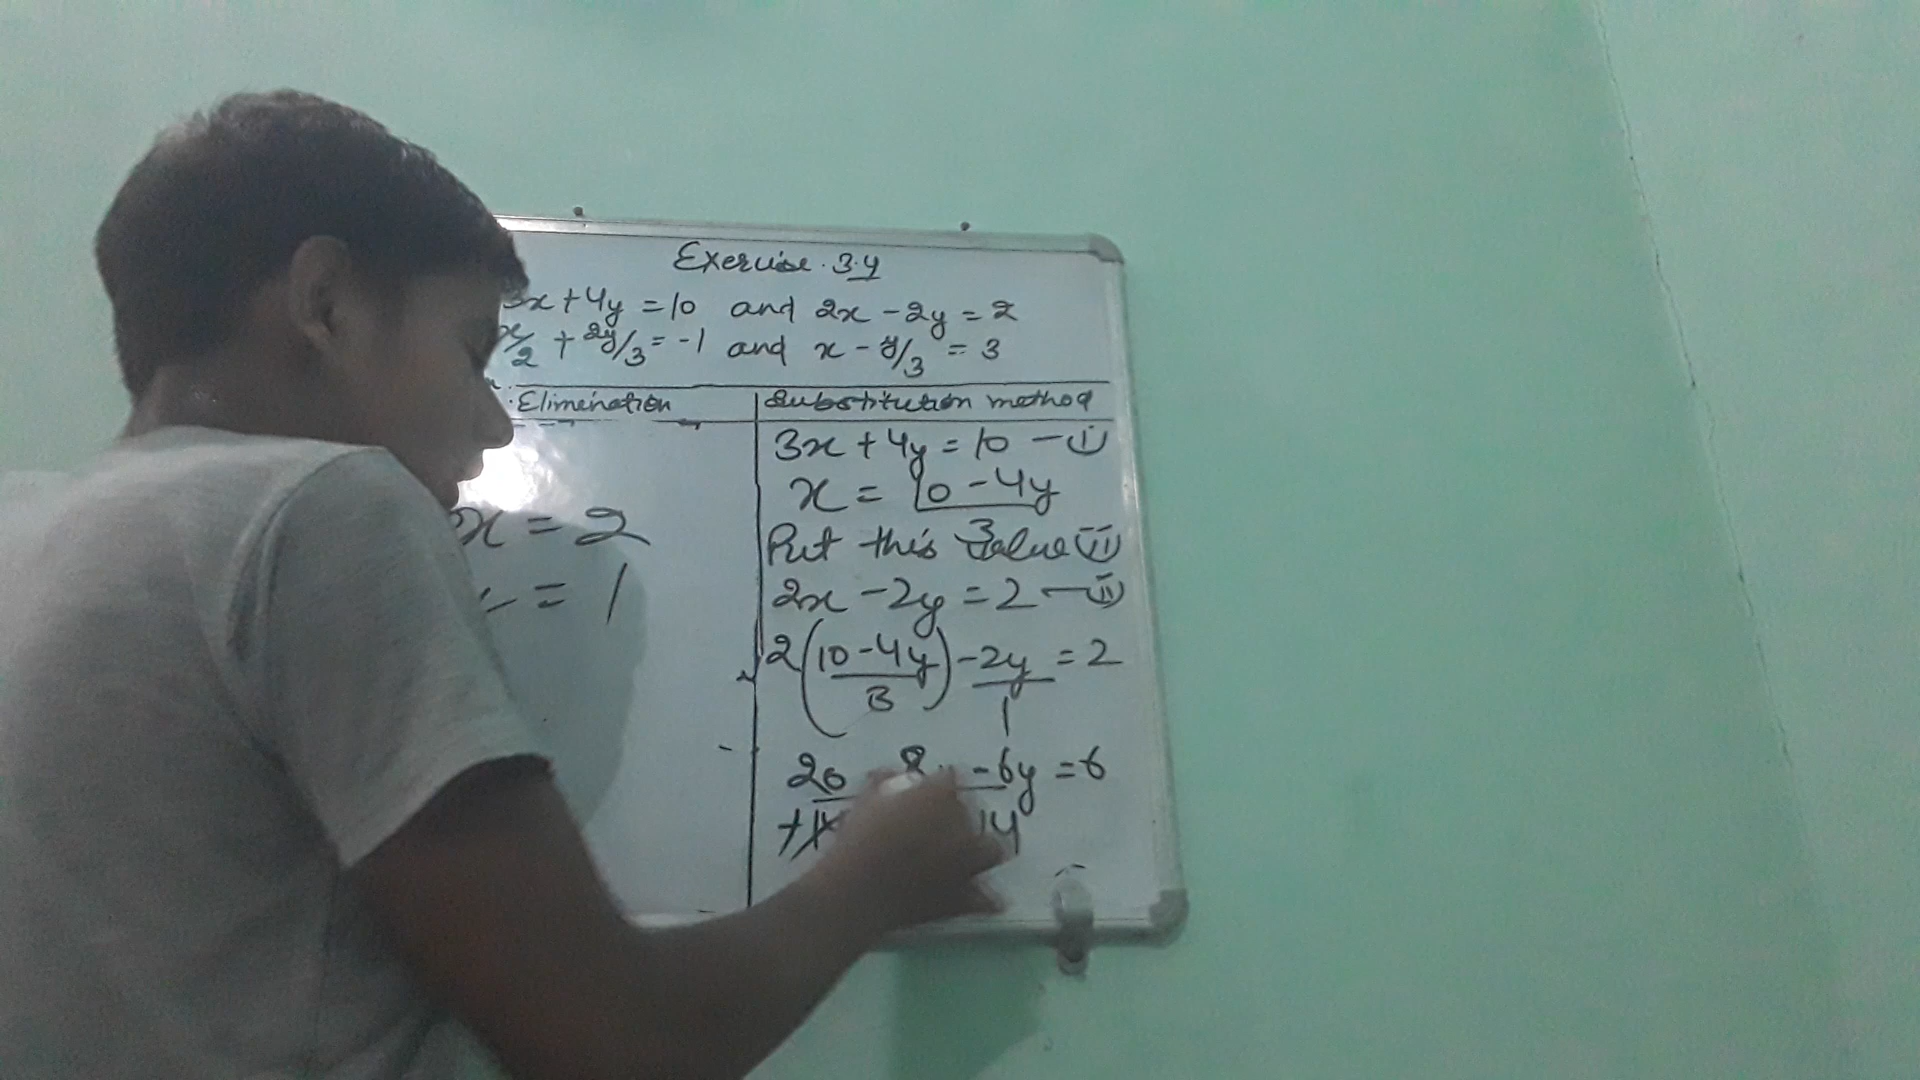 Exercise. 3.4
3x + 4y = 10 and 2x - 2y = 2
x/2 + 2y/3 = -1 and x - y/3 = 3
Elimination
x = 2
= 1
Substitution method
3x + 4y = 10 - (i)
x = 10 - 4y
3
Put this value (ii)
2x - 2y = 2 - (ii)
2(10 - 4y) - 2y = 2
3 1
20 8 - 6y = 6
14